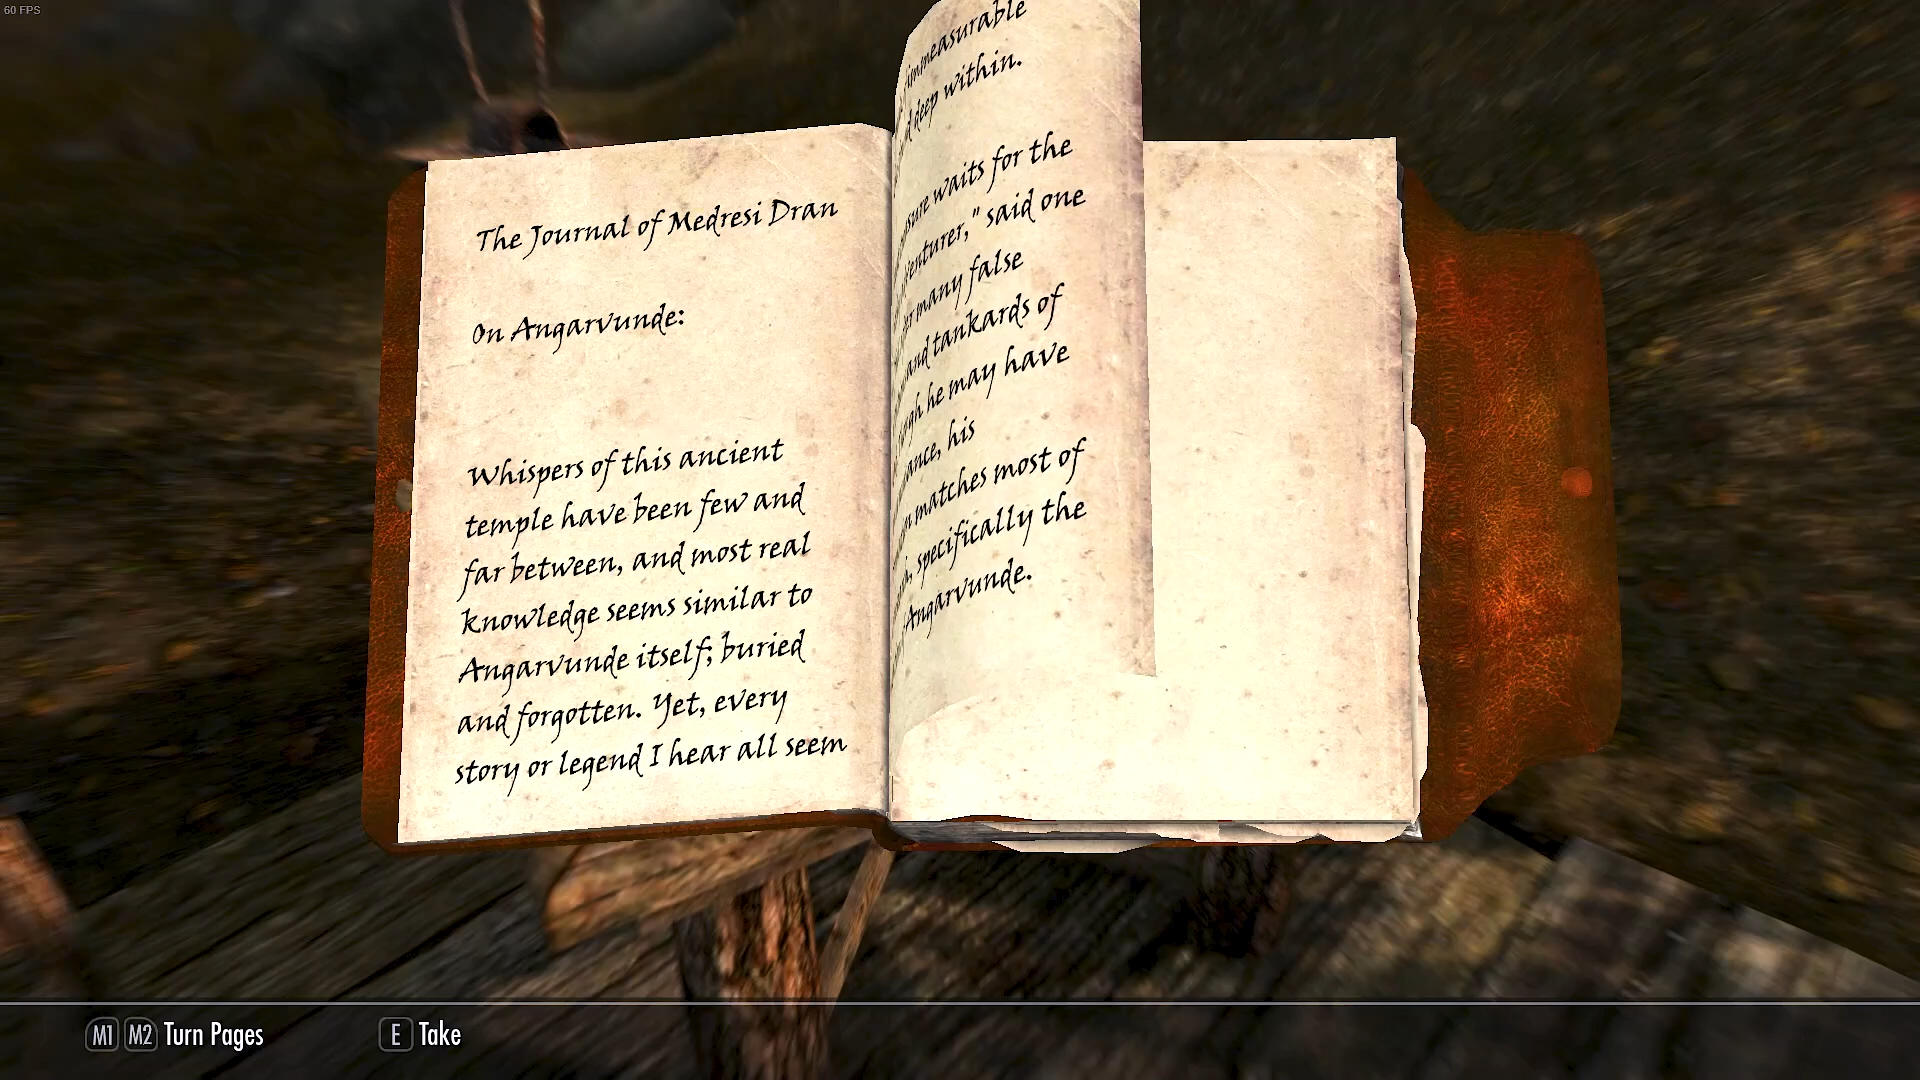 60 FPS
The Journal of Medresi Dran
On Angarvunde:
Whispers of this ancient
temple have been few and
far between, and most real
knowledge seems similar to
Angarvunde itself; buried
and forgotten. Yet, every
story or legend I hear all seem
immeasurable
deep within.
waits for the
said one
many false
and tankards of
he may have
his
matches most of
specifically the
Angarvunde.
M1 M2 Turn Pages
E Take